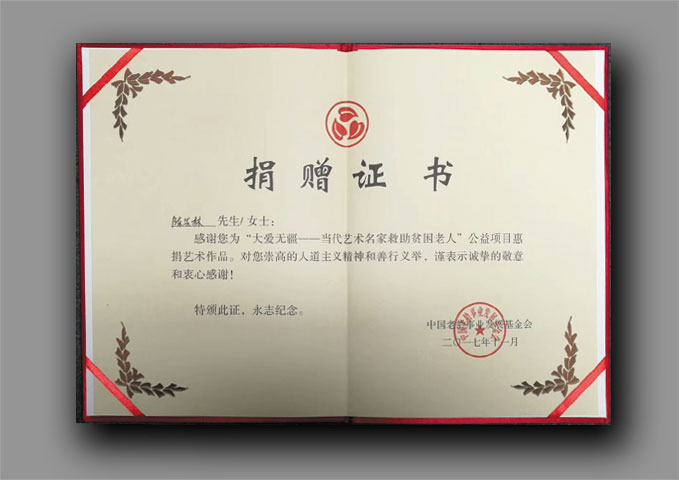 捐赠证书
先生/女士：
感谢您为“大爱无疆——当代艺术名家救助贫困老人”公益项目惠
捐艺术作品。对您崇高的人道主义精神和善行义举，谨表示诚挚的敬意
和衷心感谢！
特颁此证，永志纪念。
中国老龄事业发展基金会
二〇一七年十一月